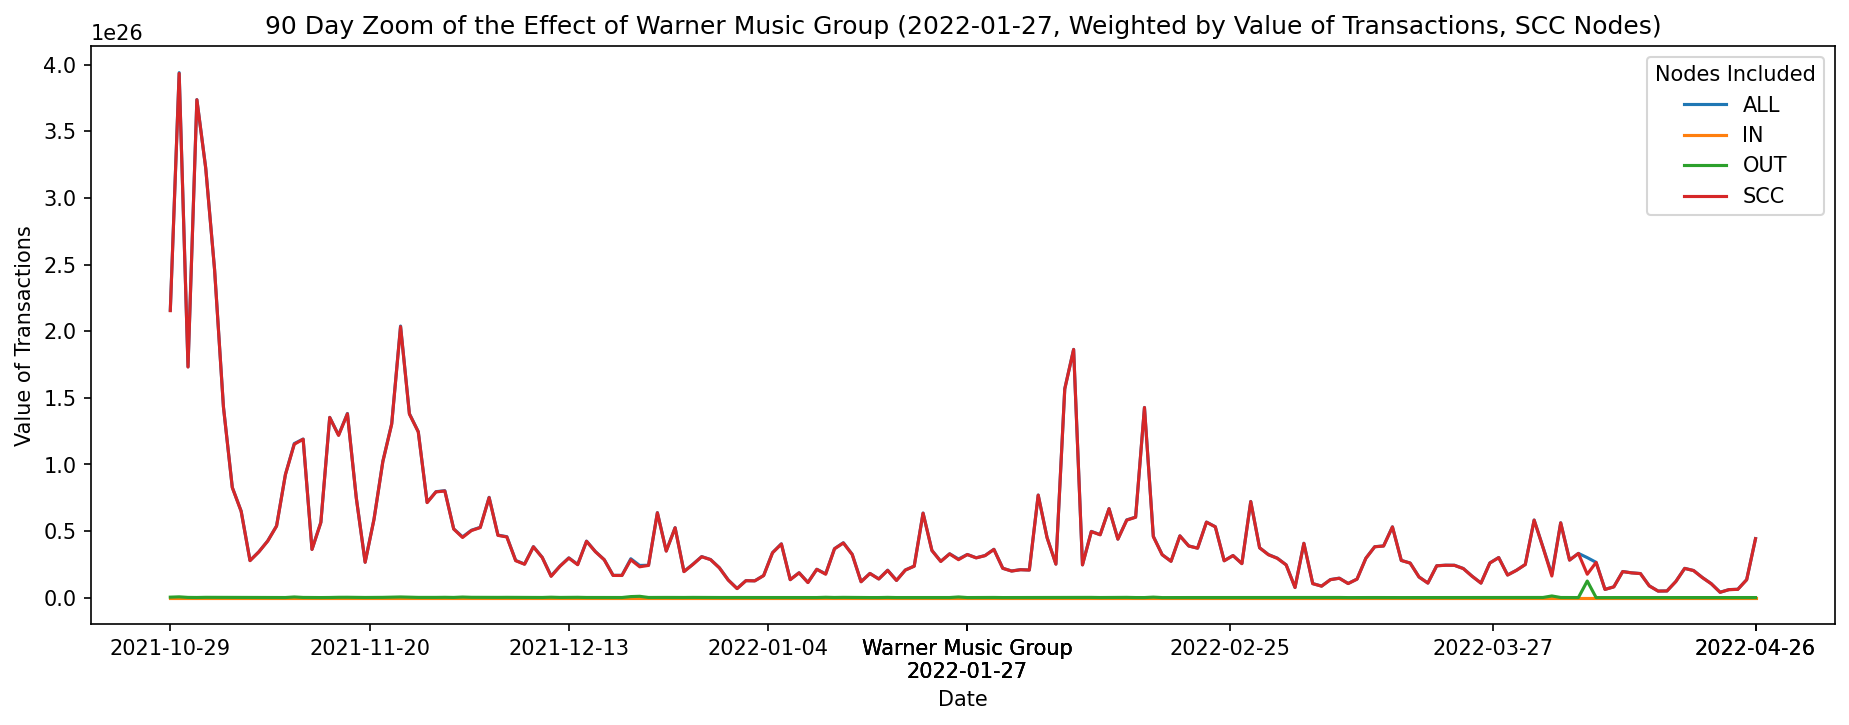 90 Day Zoom of the Effect of Warner Music Group (2022-01-27, Weighted by Value of Transactions, SCC Nodes)
1e26
4.0
3.5
3.0
2.5
2.0
1.5
1.0
0.5
0.0
Value of Transactions
Nodes Included
ALL
IN
OUT
SCC
2021-10-29
2021-11-20
2021-12-13
2022-01-04
Warner Music Group
2022-01-27
2022-02-25
2022-03-27
2022-04-26
Date